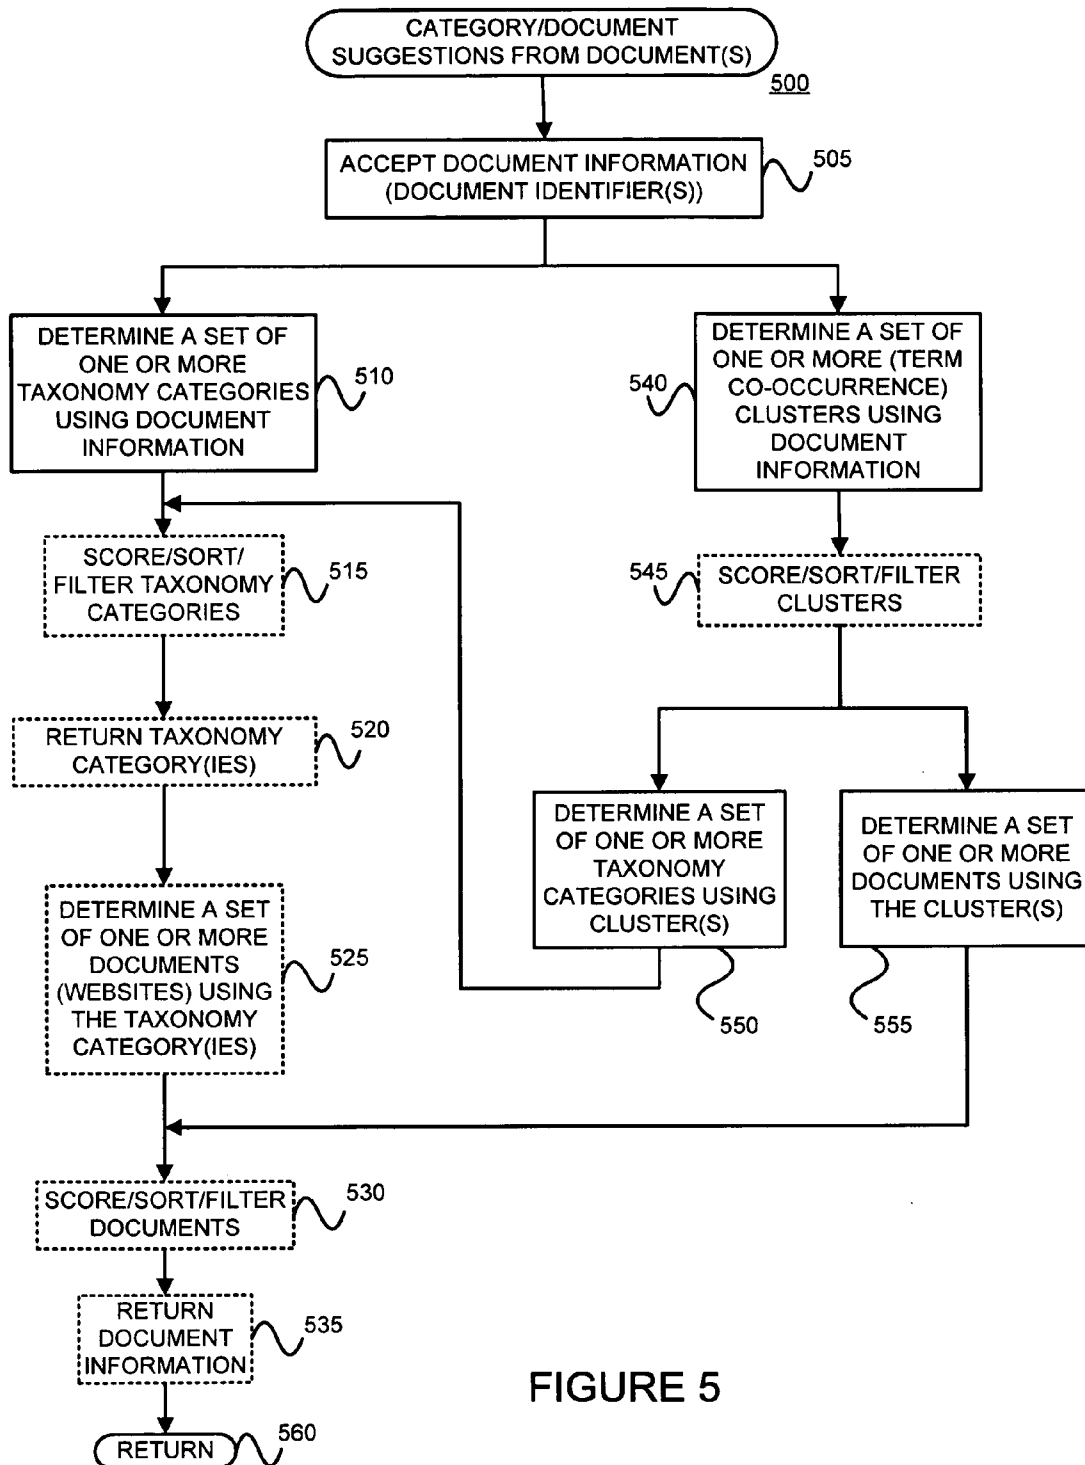 CATEGORY/DOCUMENT
SUGGESTIONS FROM DOCUMENT(S)
500
ACCEPT DOCUMENT INFORMATION
(DOCUMENT IDENTIFIER(S))
505
DETERMINE A SET OF
ONE OR MORE
TAXONOMY CATEGORIES
USING DOCUMENT
INFORMATION
510
DETERMINE A SET OF
ONE OR MORE (TERM
CO-OCCURRENCE)
CLUSTERS USING
DOCUMENT
INFORMATION
540
SCORE/SORT/
FILTER TAXONOMY
CATEGORIES
515
SCORE/SORT/FILTER
CLUSTERS
545
RETURN TAXONOMY
CATEGORY(IES)
520
DETERMINE A SET
OF ONE OR MORE
TAXONOMY
CATEGORIES USING
CLUSTER(S)
550
DETERMINE A SET
OF ONE OR MORE
DOCUMENTS USING
THE CLUSTER(S)
555
DETERMINE A SET
OF ONE OR MORE
DOCUMENTS
(WEBSITES) USING
THE TAXONOMY
CATEGORY(IES)
525
SCORE/SORT/FILTER
DOCUMENTS
530
RETURN
DOCUMENT
INFORMATION
535
RETURN
560
FIGURE 5